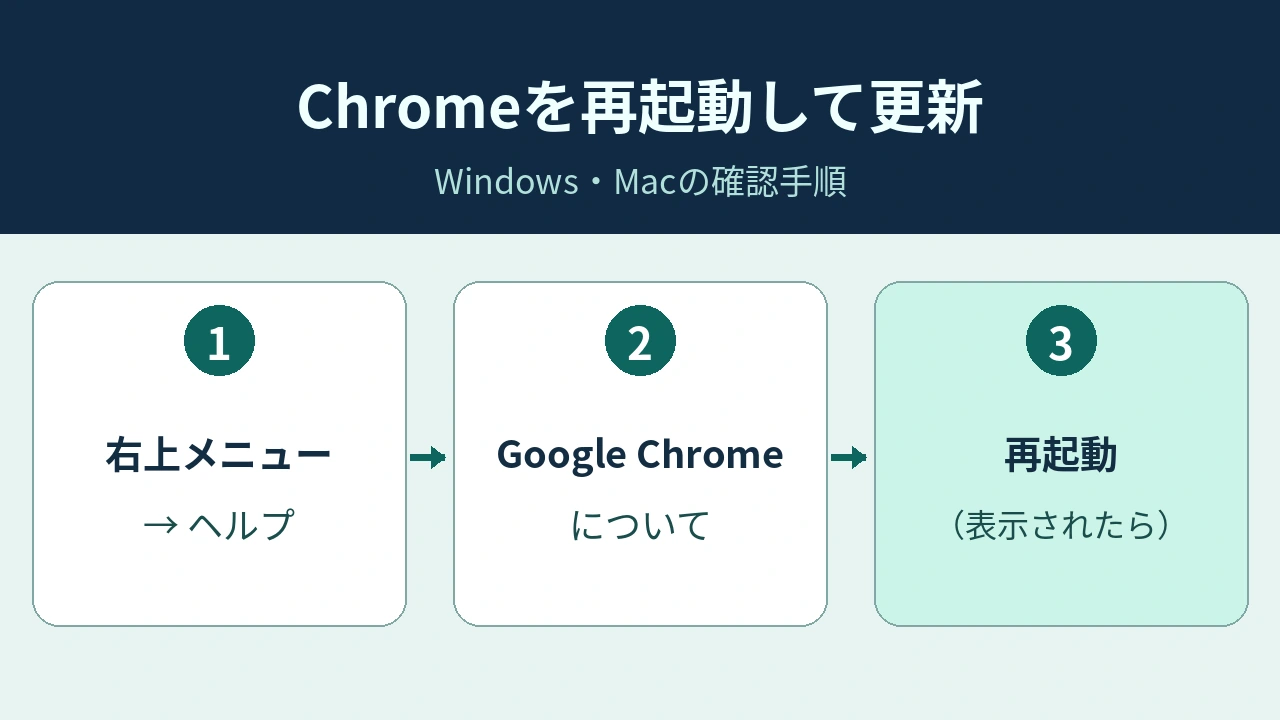 Chromeを再起動して更新
Windows・Macの確認手順
1
右上メニュー
→ ヘルプ
2
Google Chrome
について
3
再起動
（表示されたら）